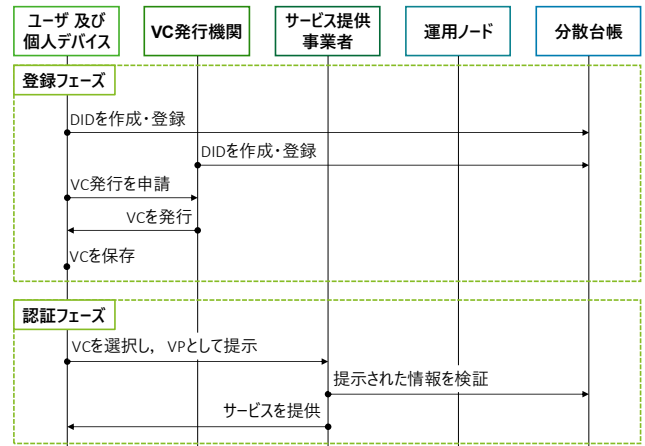 ユーザ 及び
個人デバイス
VC発行機関
サービス提供
事業者
運用ノード
分散台帳
登録フェーズ
DIDを作成・登録
DIDを作成・登録
VC発行を申請
VCを発行
VCを保存
認証フェーズ
VCを選択し，VPとして提示
提示された情報を検証
サービスを提供